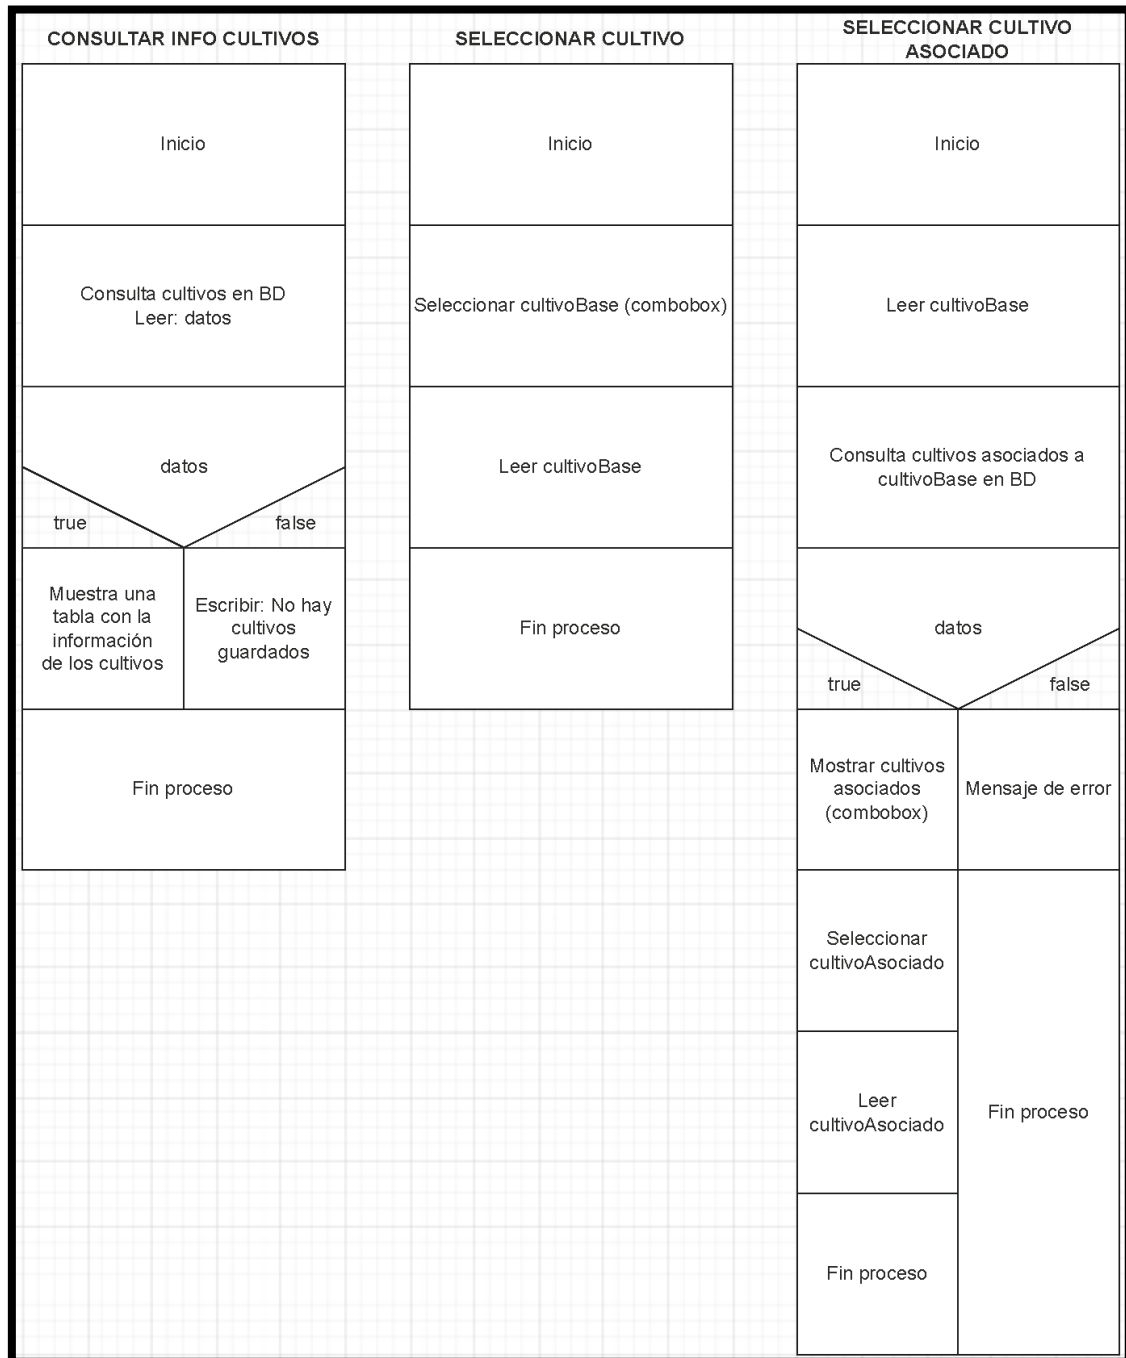 CONSULTAR INFO CULTIVOS
Inicio
Consulta cultivos en BD
Leer: datos
datos
true
false
Muestra una
tabla con la
información
de los cultivos
Escribir: No hay
cultivos
guardados
Fin proceso
SELECCIONAR CULTIVO
Inicio
Seleccionar cultivoBase (combobox)
Leer cultivoBase
Fin proceso
SELECCIONAR CULTIVO
ASOCIADO
Inicio
Leer cultivoBase
Consulta cultivos asociados a
cultivoBase en BD
datos
true
false
Mostrar cultivos
asociados
(combobox)
Mensaje de error
Seleccionar
cultivoAsociado
Leer
cultivoAsociado
Fin proceso
Fin proceso